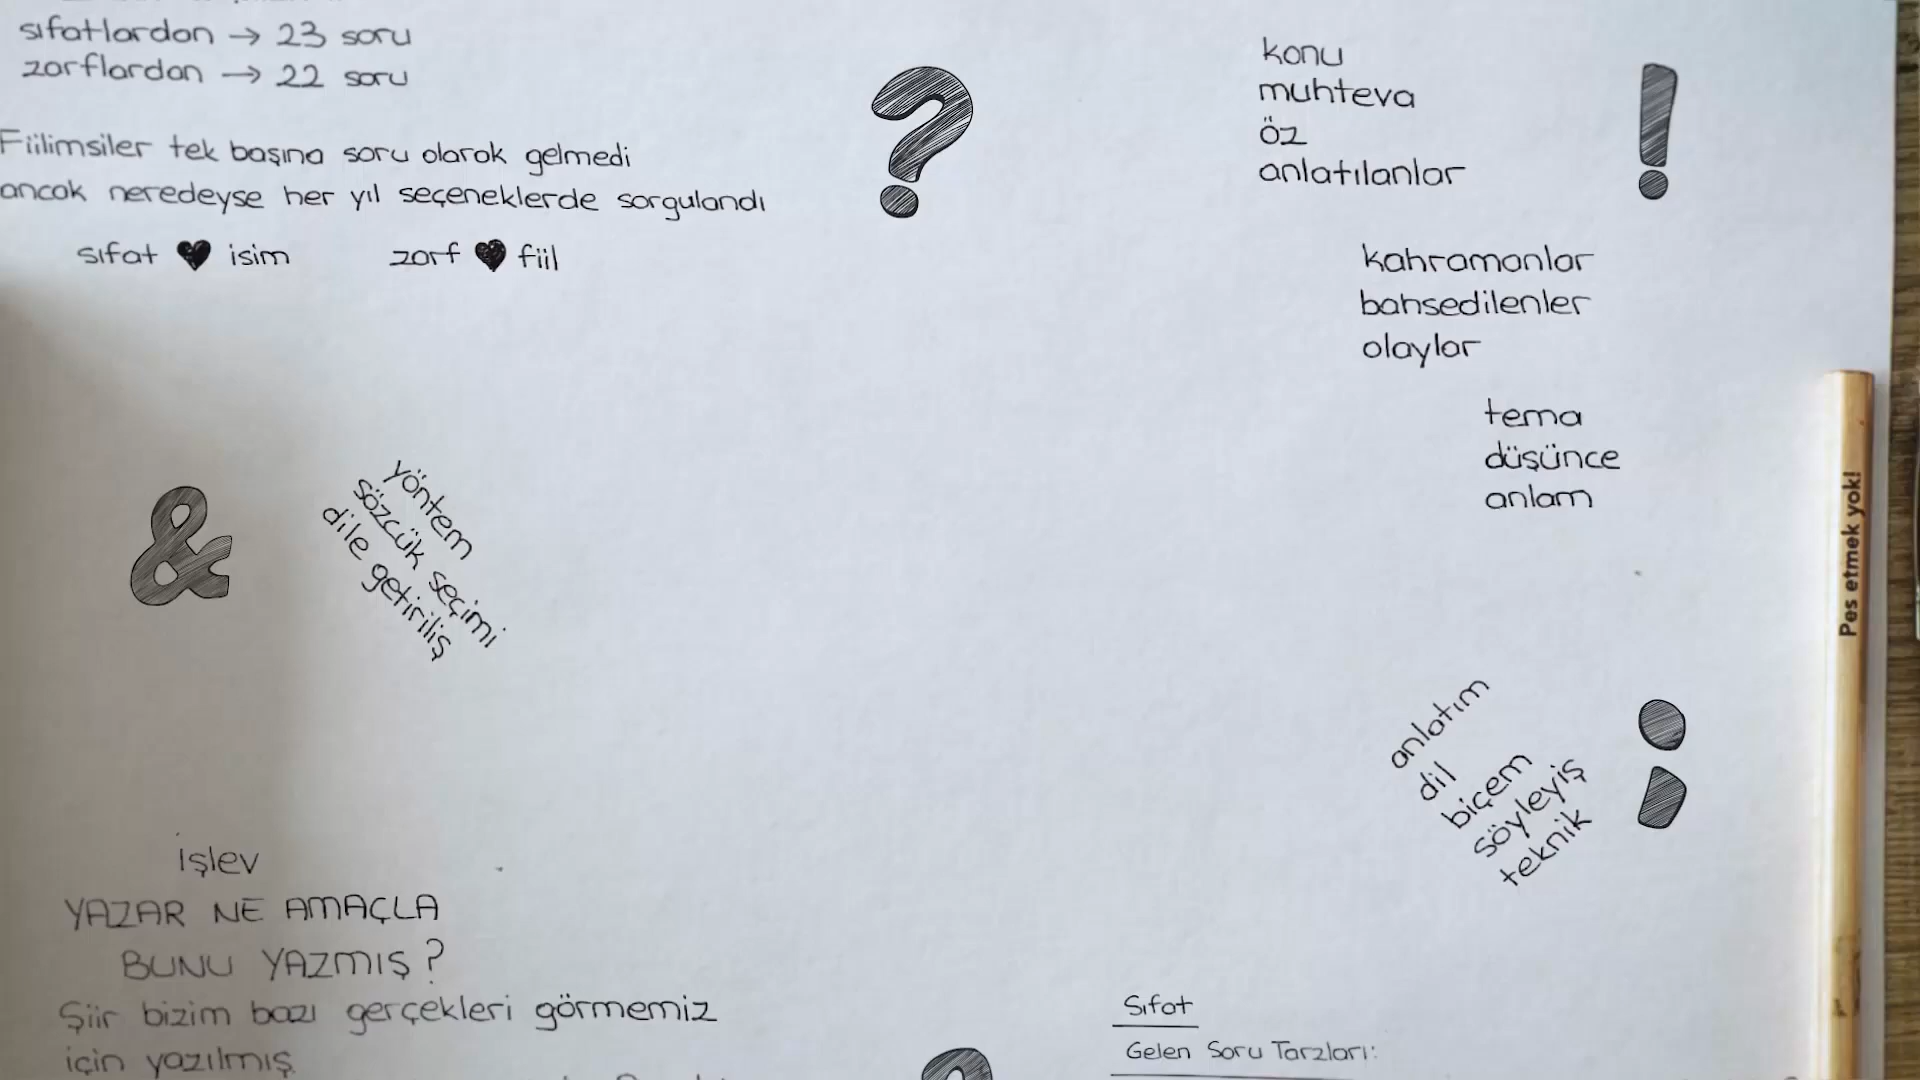 sıfatlardan → 23 soru
zarflardan → 22 soru
Fiilimsiler tek başına soru olarak gelmedi
ancak neredeyse her yıl seçeneklerde sorgulandı
sıfat ♥ isim
zarf ♥ fiil
?
konu
muhteva
öz
anlatılanlar
!
kahramanlar
bahsedilenler
olaylar
tema
düşünce
anlam
&
yöntem
sözcük seçimi
dile getiriliş
Pes etmek yok!
anlatım
dil
biçem
söyleyiş
teknik
;
işlev
YAZAR NE AMAÇLA
BUNU YAZMIŞ?
Şiir bizim bazı gerçekleri görmemiz
için yazılmış
Sıfat
Gelen Soru Tarzları: